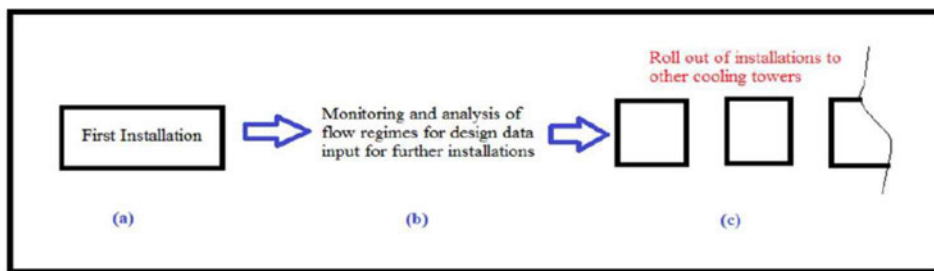 First Installation
(a)
Monitoring and analysis of
flow regimes for design data
input for further installations
(b)
Roll out of installations to
other cooling towers
(c)